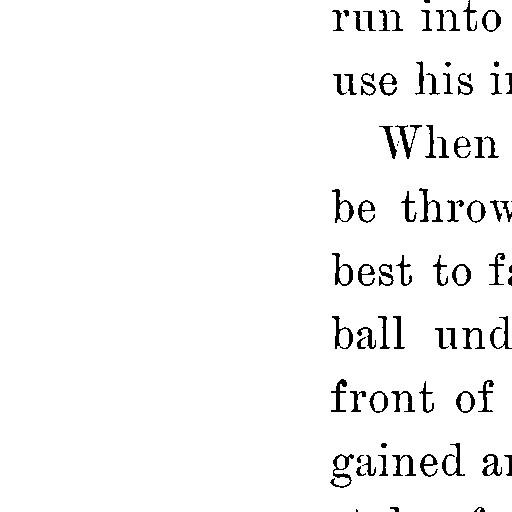 run into
use his
When
be throw
best to
ball und
front of
gained